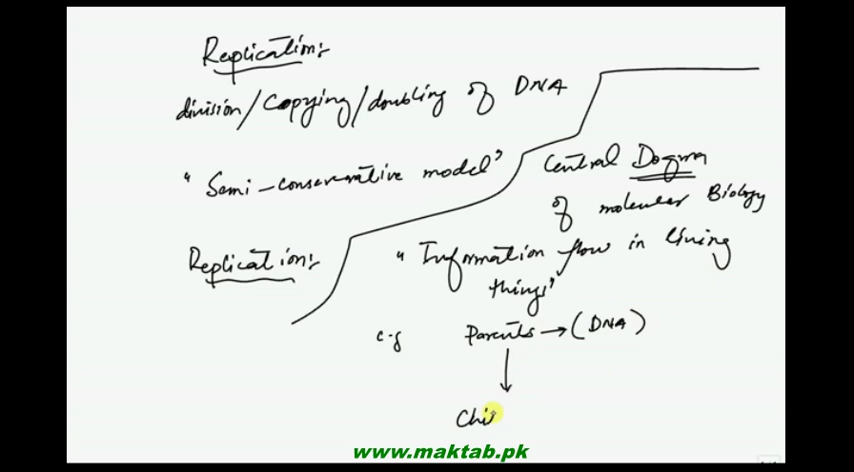 Replication:
division/Copying/doubling of DNA
"Semi-conservative model"
Replication:
Central Dogma
of molecular Biology
"Information flow in living
things"
e.g Parents → (DNA)
↓
Chi
www.maktab.pk